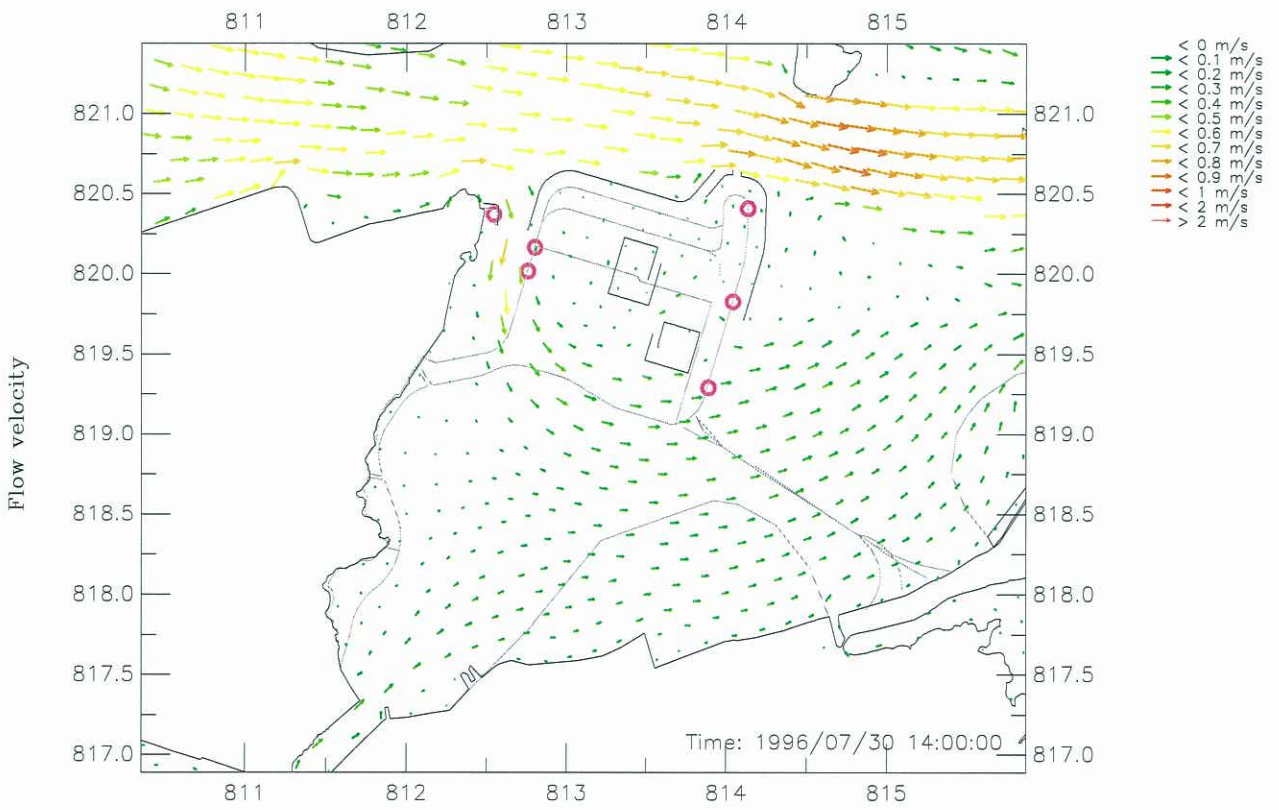 811 812 813 814 815
< 0 m/s
< 0.1 m/s
< 0.2 m/s
< 0.3 m/s
< 0.4 m/s
< 0.5 m/s
< 0.6 m/s
< 0.7 m/s
< 0.8 m/s
< 0.9 m/s
< 1 m/s
< 2 m/s
> 2 m/s
821.0 821.0
820.5 820.5
820.0 820.0
819.5 819.5
Flow velocity
819.0 819.0
818.5 818.5
818.0 818.0
817.5 817.5
Time: 1996/07/30 14:00:00
817.0 817.0
811 812 813 814 815